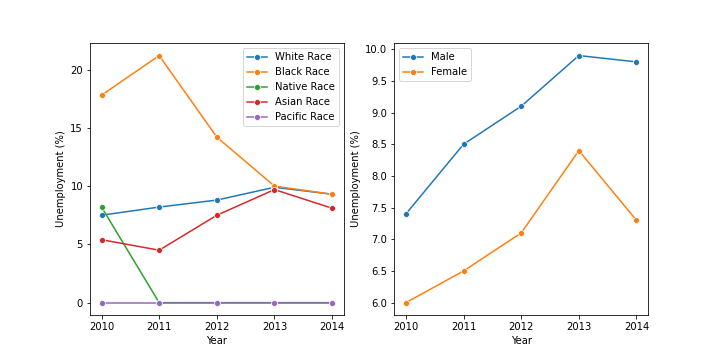 White Race
Black Race
Native Race
Asian Race
Pacific Race
20
15
10
5
0
Unemployment (%)
2010 2011 2012 2013 2014
Year
Male
Female
10.0
9.5
9.0
8.5
8.0
7.5
7.0
6.5
6.0
Unemployment (%)
2010 2011 2012 2013 2014
Year